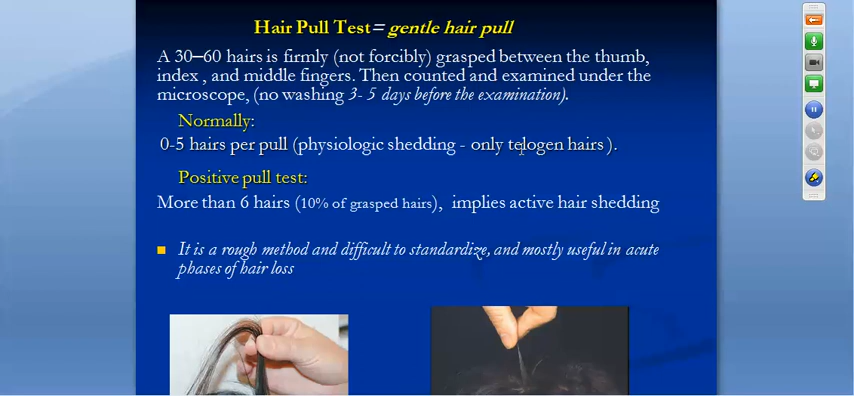 Hair Pull Test= gentle hair pull
A 30–60 hairs is firmly (not forcibly) grasped between the thumb,
index , and middle fingers. Then counted and examined under the
microscope, (no washing 3- 5 days before the examination).
Normally:
0-5 hairs per pull (physiologic shedding - only telogen hairs ).
Positive pull test:
More than 6 hairs (10% of grasped hairs), implies active hair shedding
It is a rough method and difficult to standardize, and mostly useful in acute
phases of hair loss